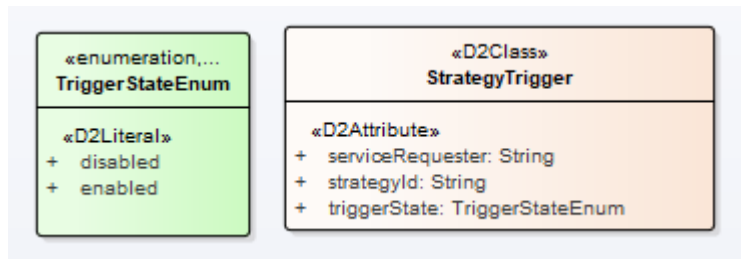 «enumeration,...
TriggerStateEnum
«D2Literal»
+ disabled
+ enabled
«D2Class»
StrategyTrigger
«D2Attribute»
+ serviceRequester: String
+ strategyId: String
+ triggerState: TriggerStateEnum